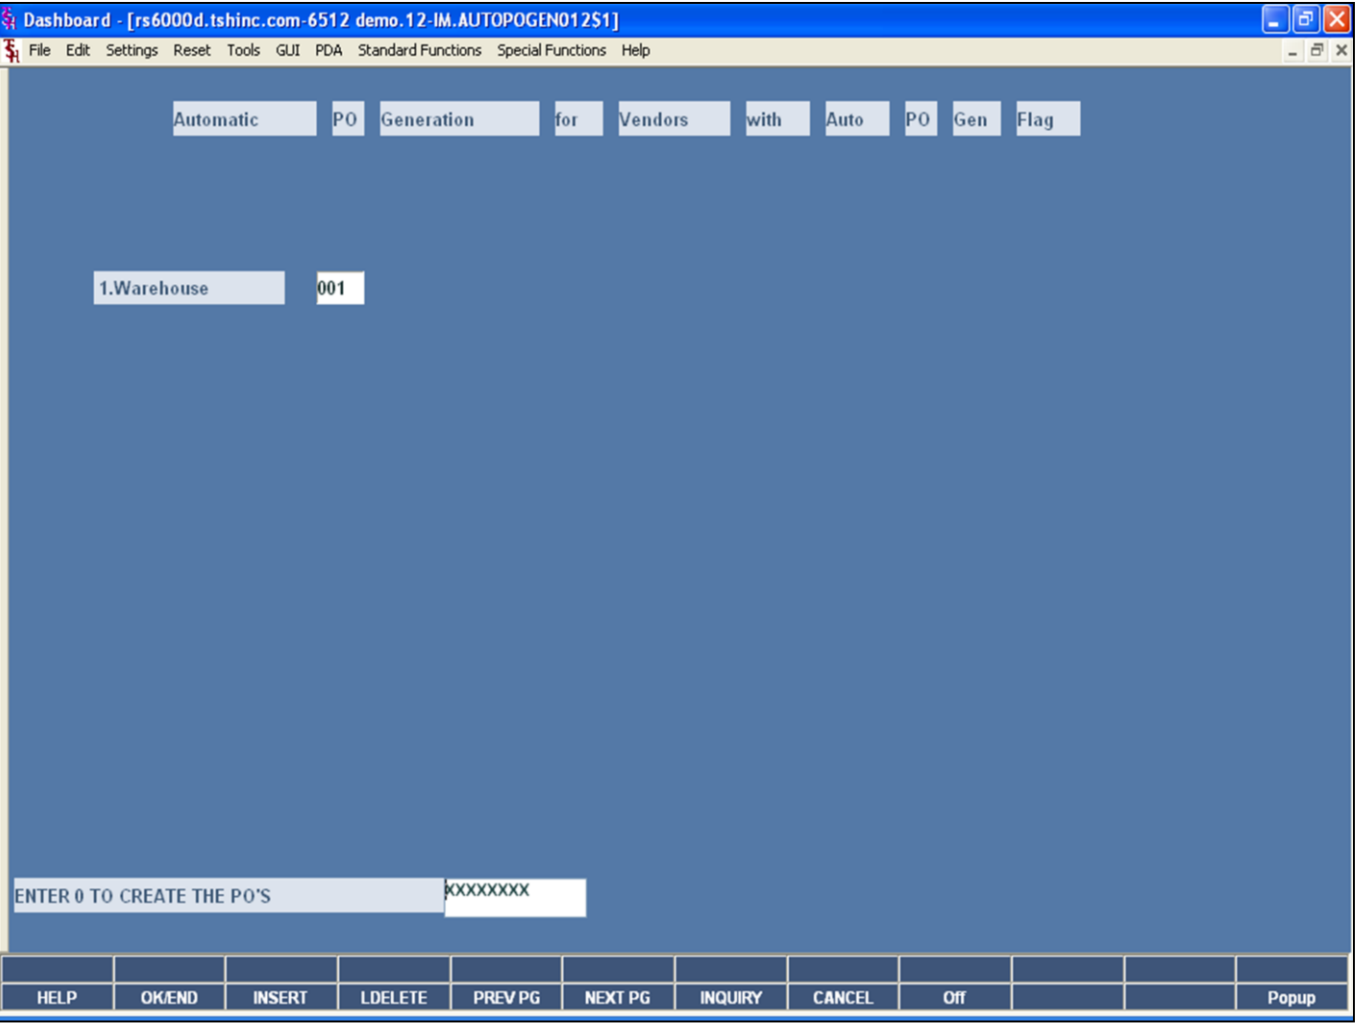 Dashboard - [rs6000d.tshinc.com-6512 demo.12-IM.AUTOPOGEN012$1]
File Edit Settings Reset Tools GUI PDA Standard Functions Special Functions Help
Automatic PO Generation for Vendors with Auto PO Gen Flag
1.Warehouse 001
ENTER 0 TO CREATE THE PO'S XXXXXXXX
HELP OK/END INSERT LDELETE PREV PG NEXT PG INQUIRY CANCEL Off Popup